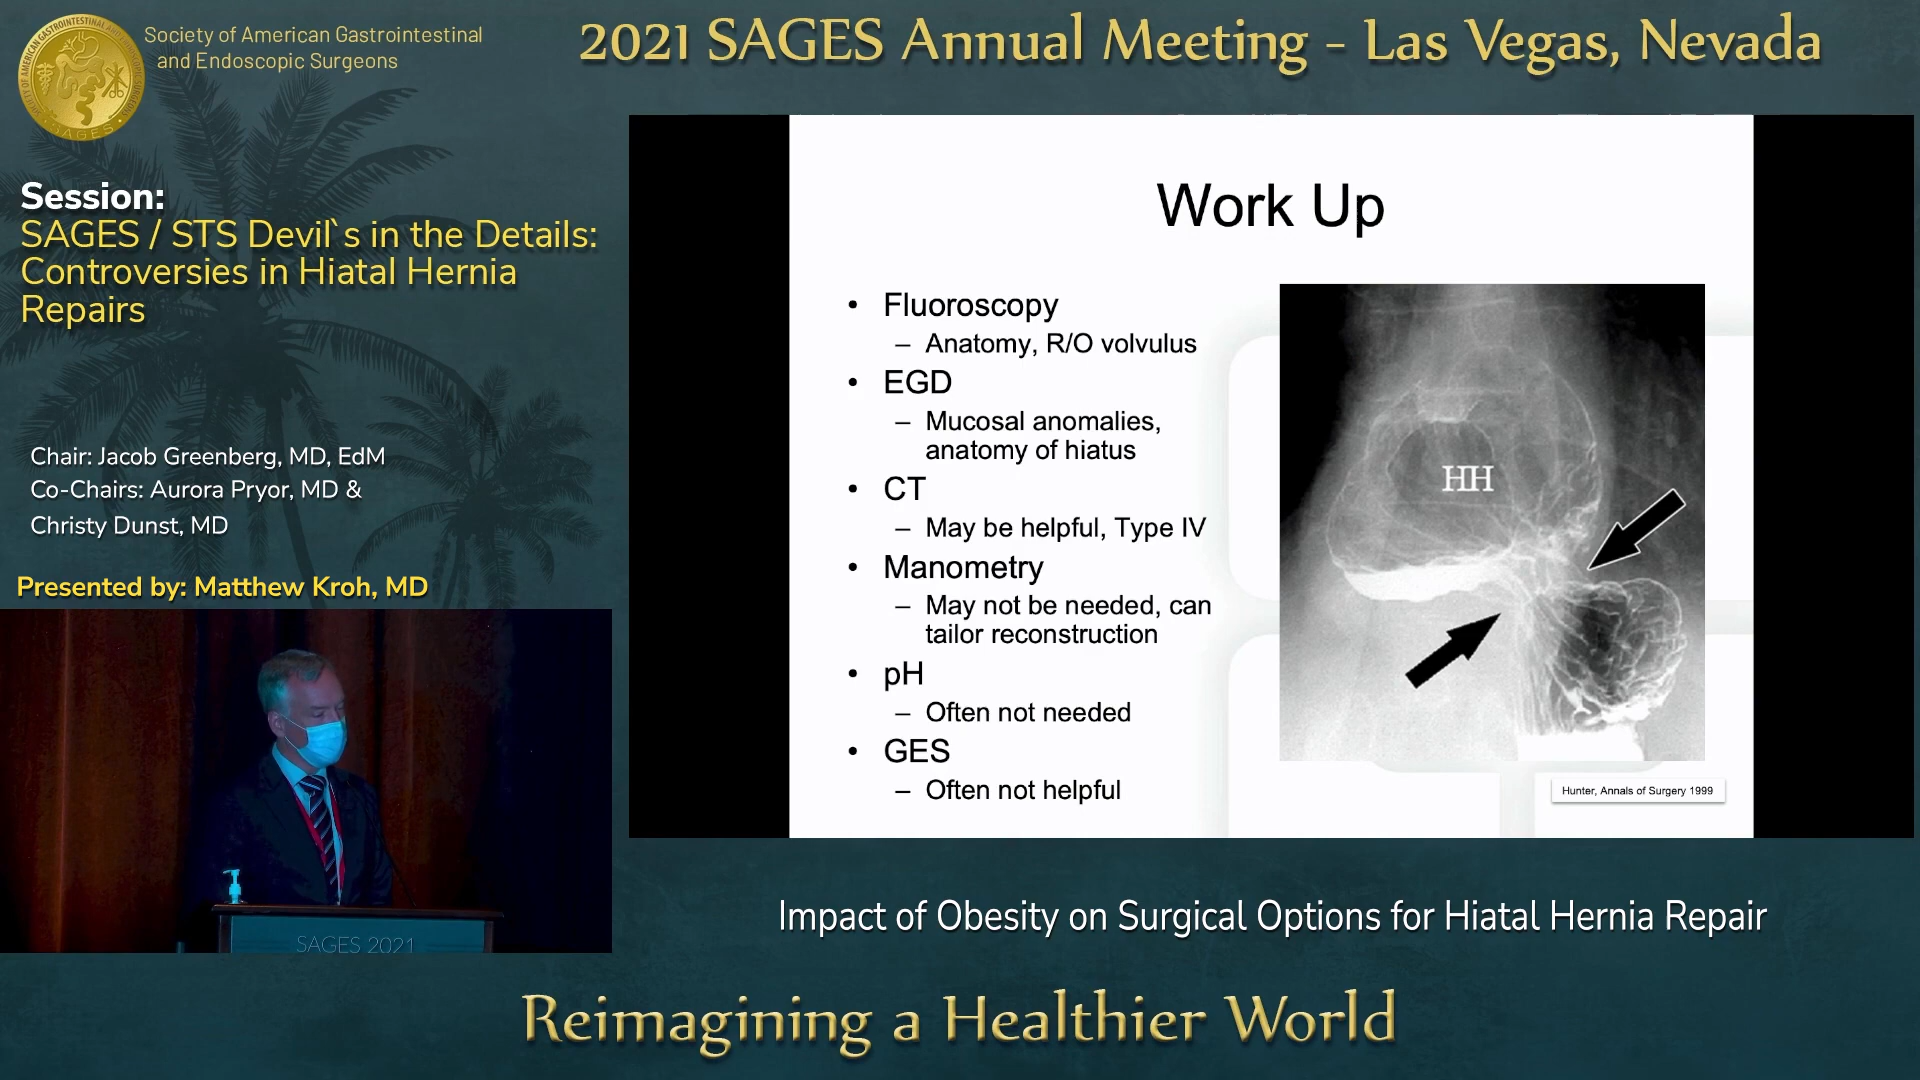 Society of American Gastrointestinal
and Endoscopic Surgeons
2021 SAGES Annual Meeting - Las Vegas, Nevada
SAGES
Session:
SAGES / STS Devil`s in the Details:
Controversies in Hiatal Hernia
Repairs
Chair: Jacob Greenberg, MD, EdM
Co-Chairs: Aurora Pryor, MD &
Christy Dunst, MD
Presented by: Matthew Kroh, MD
SAGES 2021
Work Up
• Fluoroscopy
– Anatomy, R/O volvulus
• EGD
– Mucosal anomalies,
anatomy of hiatus
• CT
– May be helpful, Type IV
• Manometry
– May not be needed, can
tailor reconstruction
• pH
– Often not needed
• GES
– Often not helpful
HH
Hunter, Annals of Surgery 1999
Impact of Obesity on Surgical Options for Hiatal Hernia Repair
Reimagining a Healthier World